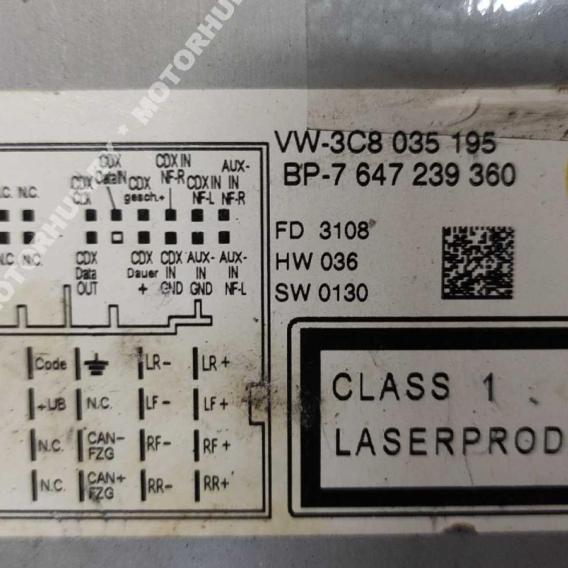 MOTORHUB.LV * MOTORHUB
VW-3C8 035 195
BP-7 647 239 360
FD 3108
HW 036
SW 0130
CLASS 1
LASERPROD
N.C. CDX CLK CDX DataIN CDX gesch.+ CDX IN NF-R CDX IN NF-L AUX-IN NF-R
N.C. N.C. CDX Data OUT CDX Dauer + CDX IN GND AUX-IN GND AUX-IN NF-L
Code LR- LR+
+UB N.C. LF- LF+
N.C. CAN-FZG RF- RF+
N.C. CAN+FZG RR- RR+